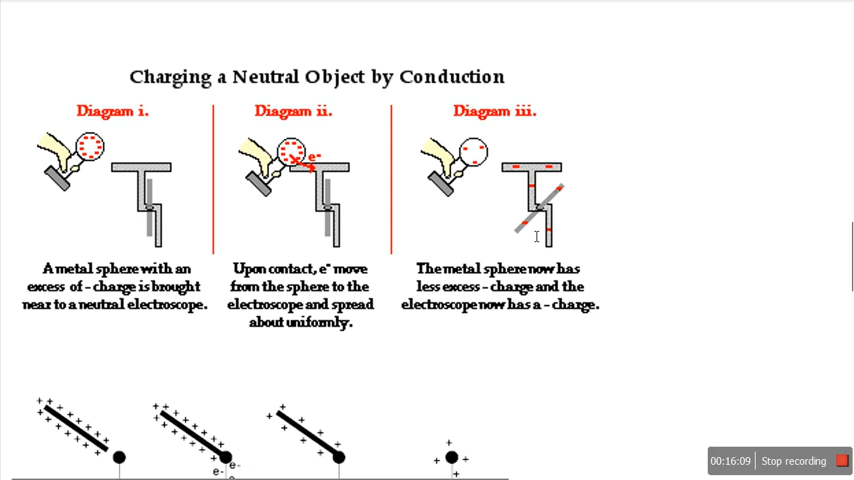 Charging a Neutral Object by Conduction
Diagram i.
Diagram ii.
Diagram iii.
e-
A metal sphere with an
excess of - charge is brought
near to a neutral electroscope.
Upon contact, e- move
from the sphere to the
electroscope and spread
about uniformly.
The metal sphere now has
less excess - charge and the
electroscope now has a - charge.
e-
e-
00:16:09
Stop recording